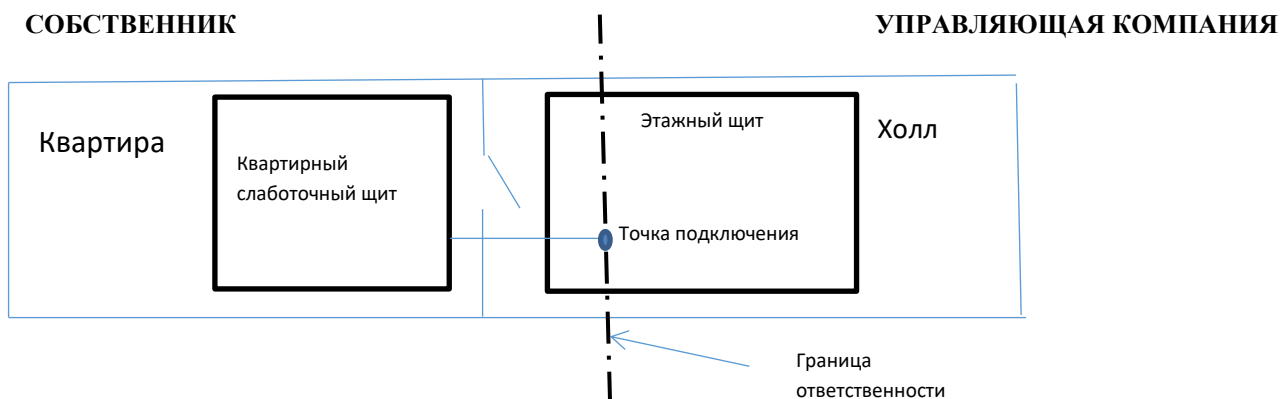 СОБСТВЕННИК
УПРАВЛЯЮЩАЯ КОМПАНИЯ
Квартира
Квартирный
слаботочный щит
Этажный щит
Холл
Точка подключения
Граница
ответственности